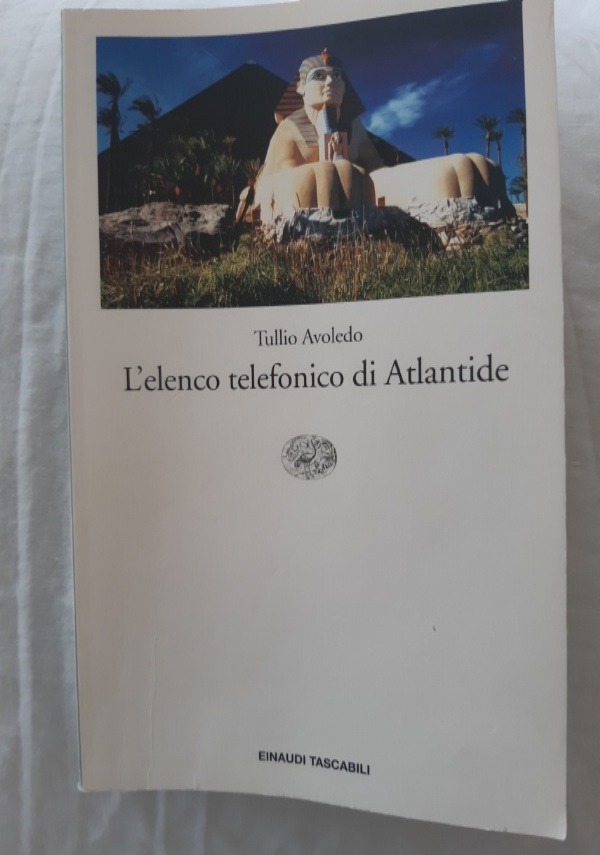 Tullio Avoledo
L'elenco telefonico di Atlantide
EINAUDI TASCABILI